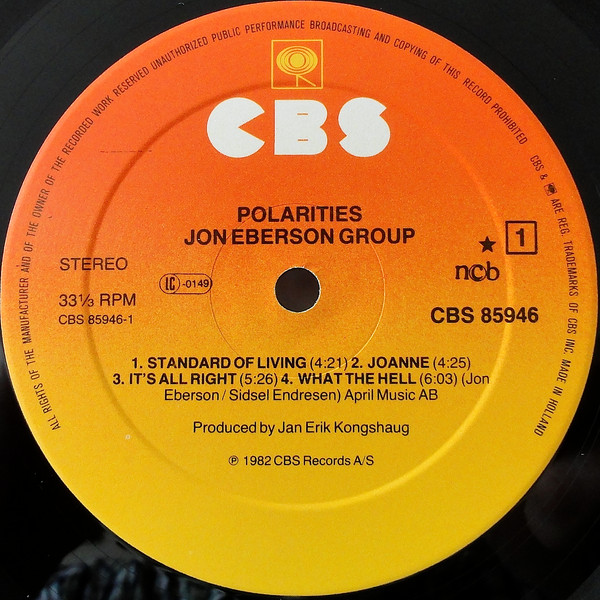 ALL RIGHTS OF THE MANUFACTURER AND OF THE OWNER OF THE RECORDED WORK RESERVED UNAUTHORIZED PUBLIC PERFORMANCE BROADCASTING AND COPYING OF THIS RECORD PROHIBITED
CBS & ARE REG. TRADEMARKS OF CBS INC. MADE IN HOLLAND
CBS
POLARITIES
JON EBERSON GROUP
STEREO
LC -0149
★ 1
33⅓ RPM
ncb
CBS 85946-1
CBS 85946
1. STANDARD OF LIVING (4:21) 2. JOANNE (4:25)
3. IT'S ALL RIGHT (5:26) 4. WHAT THE HELL (6:03) (Jon
Eberson / Sidsel Endresen) April Music AB
Produced by Jan Erik Kongshaug
℗ 1982 CBS Records A/S